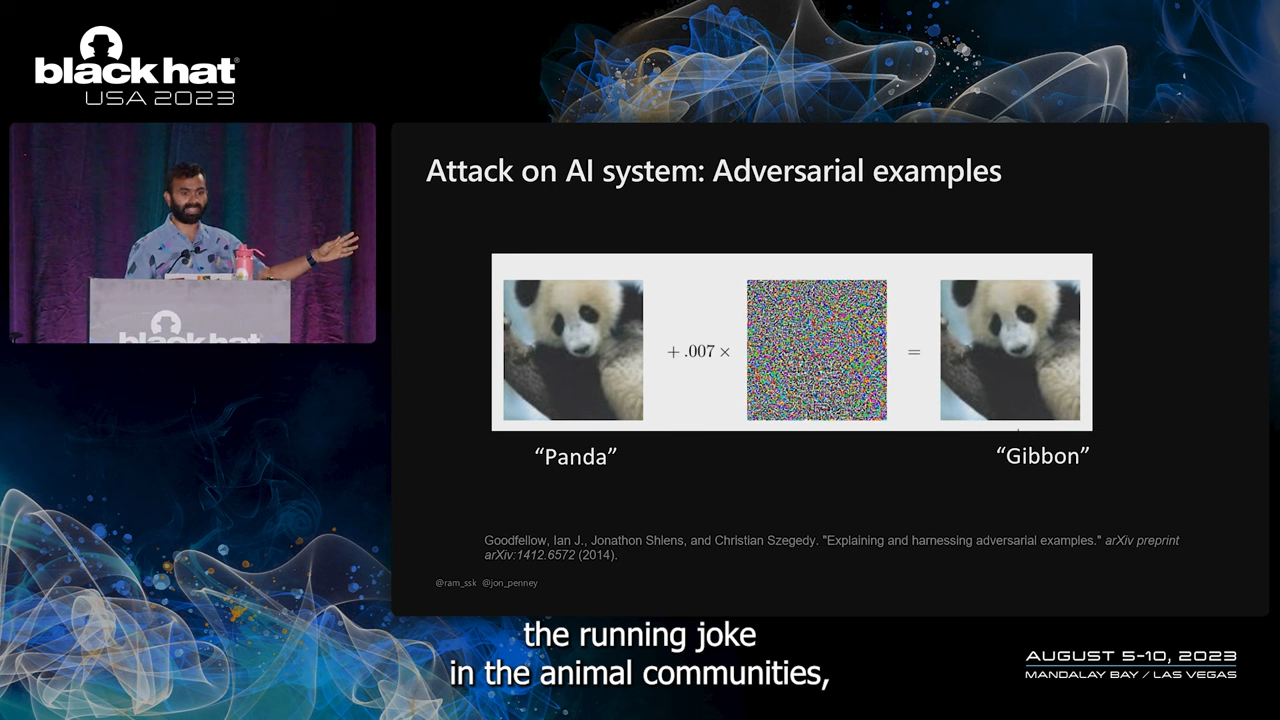 black hat®
USA 2023
Attack on AI system: Adversarial examples
+ .007 ×
=
“Panda”
“Gibbon”
Goodfellow, Ian J., Jonathon Shlens, and Christian Szegedy. "Explaining and harnessing adversarial examples." arXiv preprint
arXiv:1412.6572 (2014).
@ram_ssk @jon_penney
black hat
the running joke
in the animal communities,
AUGUST 5-10, 2023
MANDALAY BAY / LAS VEGAS